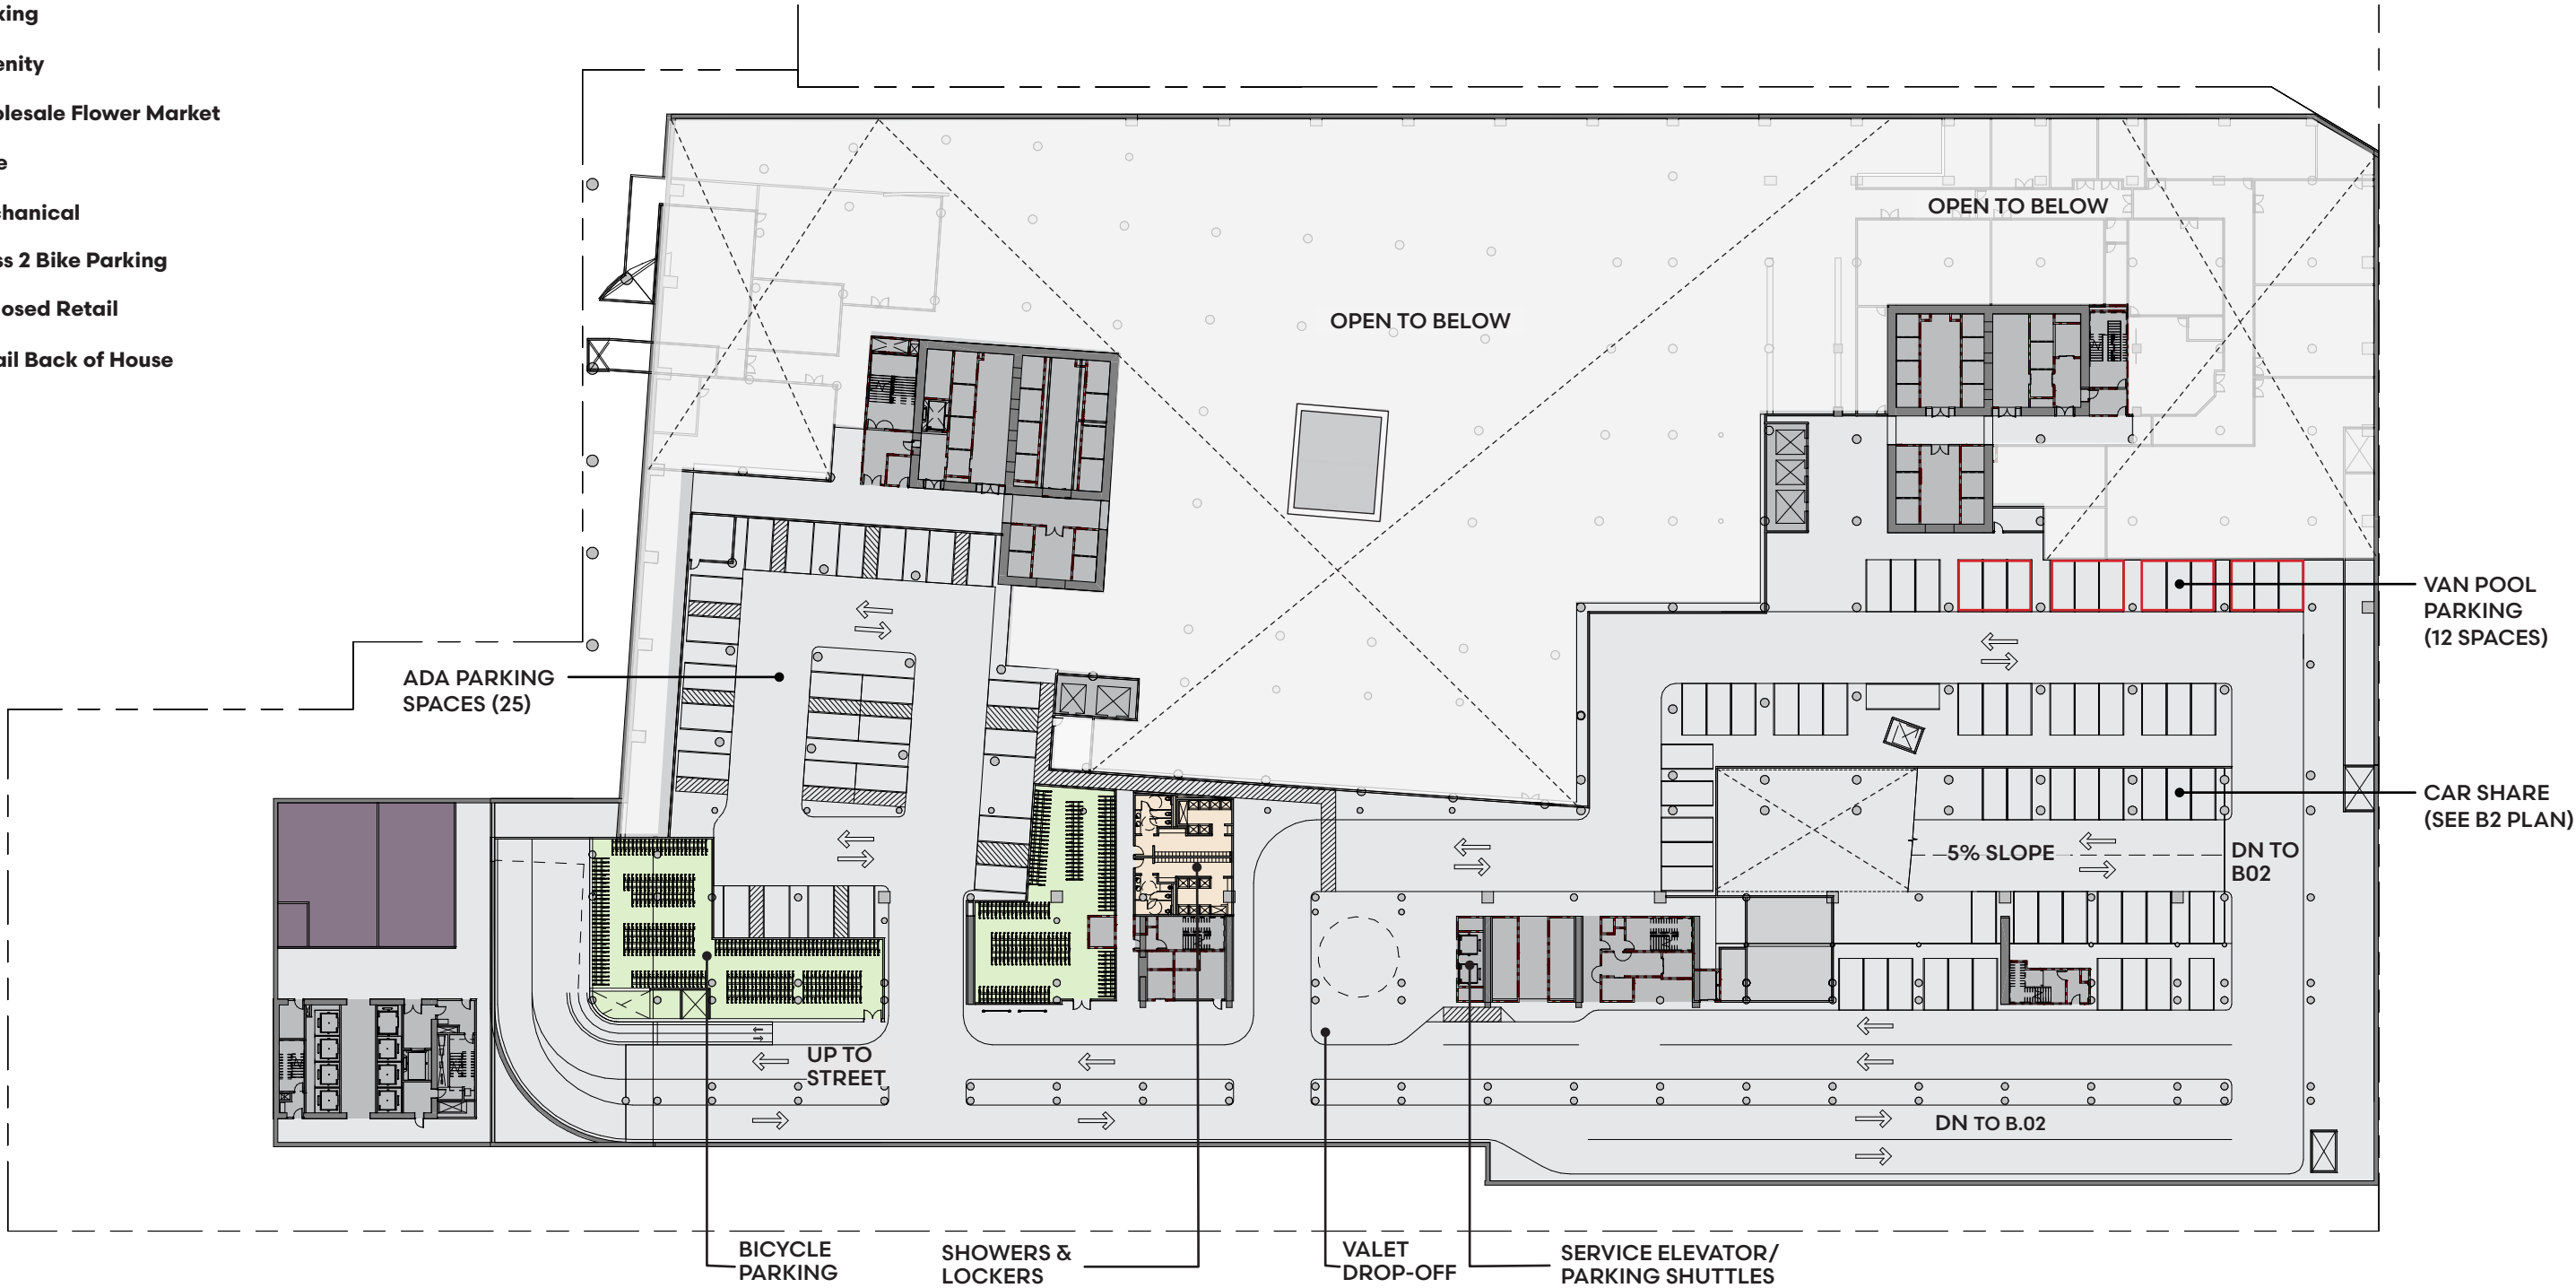 king
enity
olesale Flower Market
e
chanical
ss 2 Bike Parking
losed Retail
ail Back of House
OPEN TO BELOW
OPEN TO BELOW
VAN POOL
PARKING
(12 SPACES)
ADA PARKING
SPACES (25)
CAR SHARE
(SEE B2 PLAN)
5% SLOPE
DN TO
B02
UP TO
STREET
DN TO B.02
BICYCLE
PARKING
SHOWERS &
LOCKERS
VALET
DROP-OFF
SERVICE ELEVATOR/
PARKING SHUTTLES